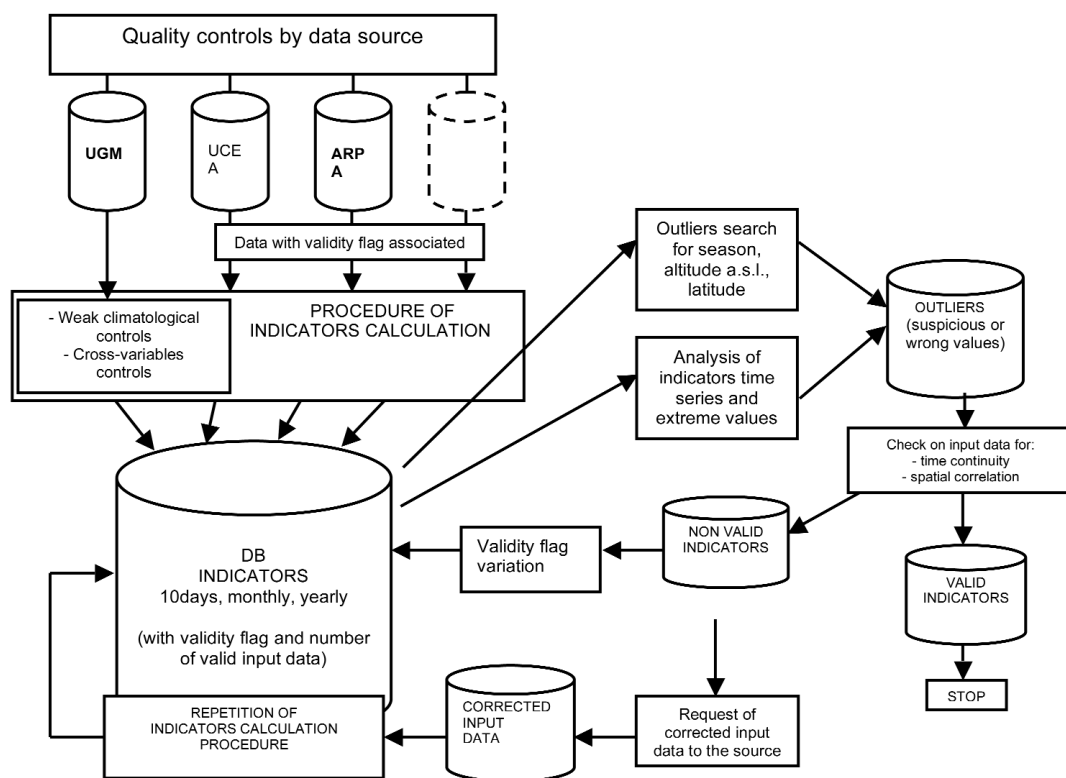 Quality controls by data source
UGM
UCE
A
ARP
A
Data with validity flag associated
PROCEDURE OF
INDICATORS CALCULATION
- Weak climatological
controls
- Cross-variables
controls
Outliers search
for season,
altitude a.s.l.,
latitude
Analysis of
indicators time
series and
extreme values
OUTLIERS
(suspicious or
wrong values)
Check on input data for:
- time continuity
- spatial correlation
NON VALID
INDICATORS
Validity flag
variation
VALID
INDICATORS
STOP
DB
INDICATORS
10days, monthly, yearly
(with validity flag and number
of valid input data)
REPETITION OF
INDICATORS CALCULATION
PROCEDURE
CORRECTED
INPUT
DATA
Request of
corrected input
data to the source